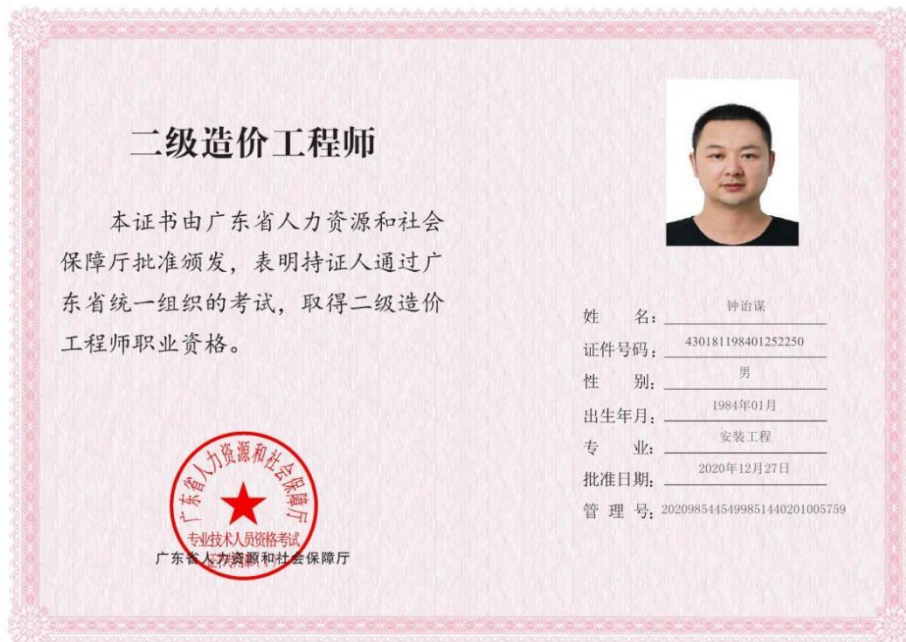 二级造价工程师
本证书由广东省人力资源和社会
保障厅批准颁发，表明持证人通过广
东省统一组织的考试，取得二级造价
工程师职业资格。
广东省人力资源和社会保障厅
专业技术人员资格考试
广东省人力资源和社会保障厅
姓 名：钟诒谋
证件号码：430181198401252250
性 别：男
出生年月：1984年01月
专 业：安装工程
批准日期：2020年12月27日
管 理 号：20209854454998514402010057​59